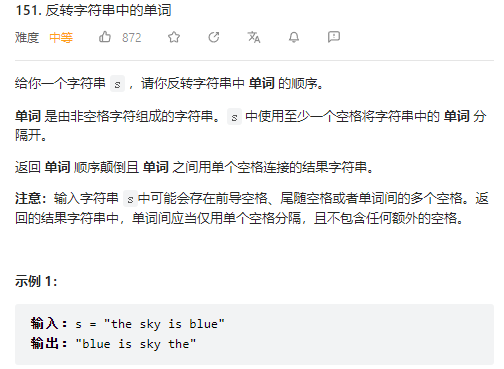 151. 反转字符串中的单词
难度 中等 872
给你一个字符串 s ，请你反转字符串中 单词 的顺序。
单词 是由非空格字符组成的字符串。s 中使用至少一个空格将字符串中的 单词 分
隔开。
返回 单词 顺序颠倒且 单词 之间用单个空格连接的结果字符串。
注意：输入字符串 s中可能会存在前导空格、尾随空格或者单词间的多个空格。返
回的结果字符串中，单词间应当仅用单个空格分隔，且不包含任何额外的空格。
示例 1：
输入：s = "the sky is blue"
输出："blue is sky the"